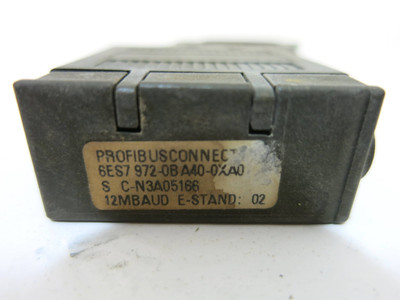 PROFIBUSCONNECT
6ES7 972-0BA40-0XA0
S C-N3A05166
12MBAUD E-STAND: 02